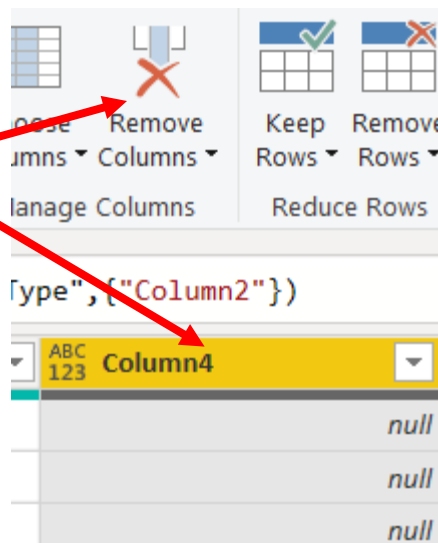 Remove
Columns
Manage Columns
Keep
Rows
Remove
Rows
Reduce Rows
Type",{"Column2"})
ABC
123
Column4
null
null
null